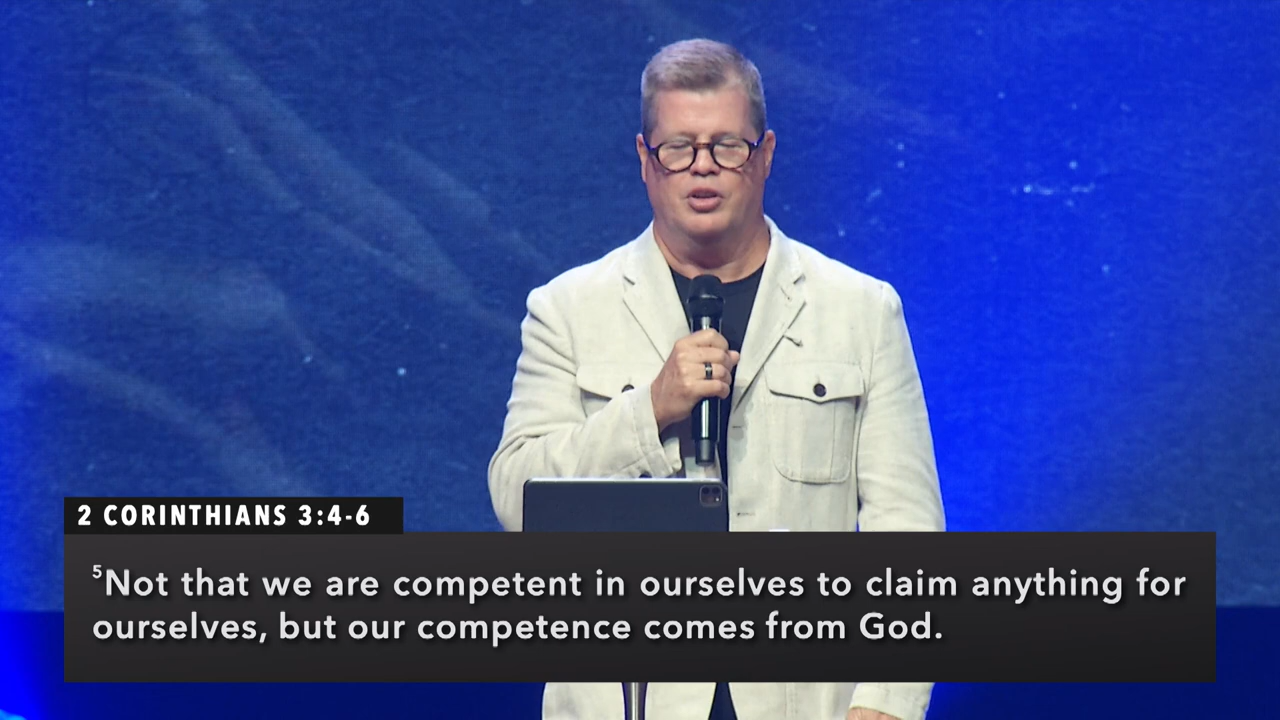 2 CORINTHIANS 3:4-6
⁵Not that we are competent in ourselves to claim anything for
ourselves, but our competence comes from God.